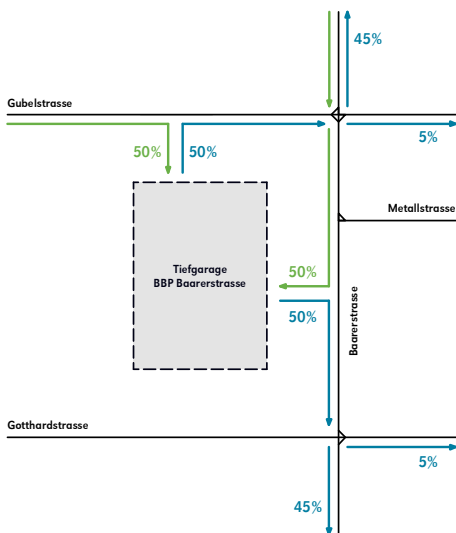 45%
Gubelstrasse
5%
50%
50%
Metallstrasse
Tiefgarage
BBP Baarerstrasse
50%
50%
Baarerstrasse
Gotthardstrasse
5%
45%